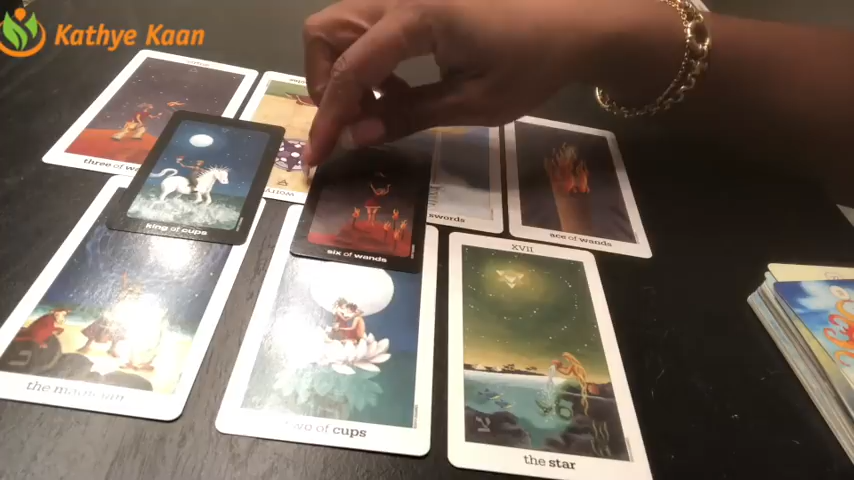 Kathye Kaan
three of wa
king of cups
swords
ace of wands
six of wands
XVII
two of cups
the star